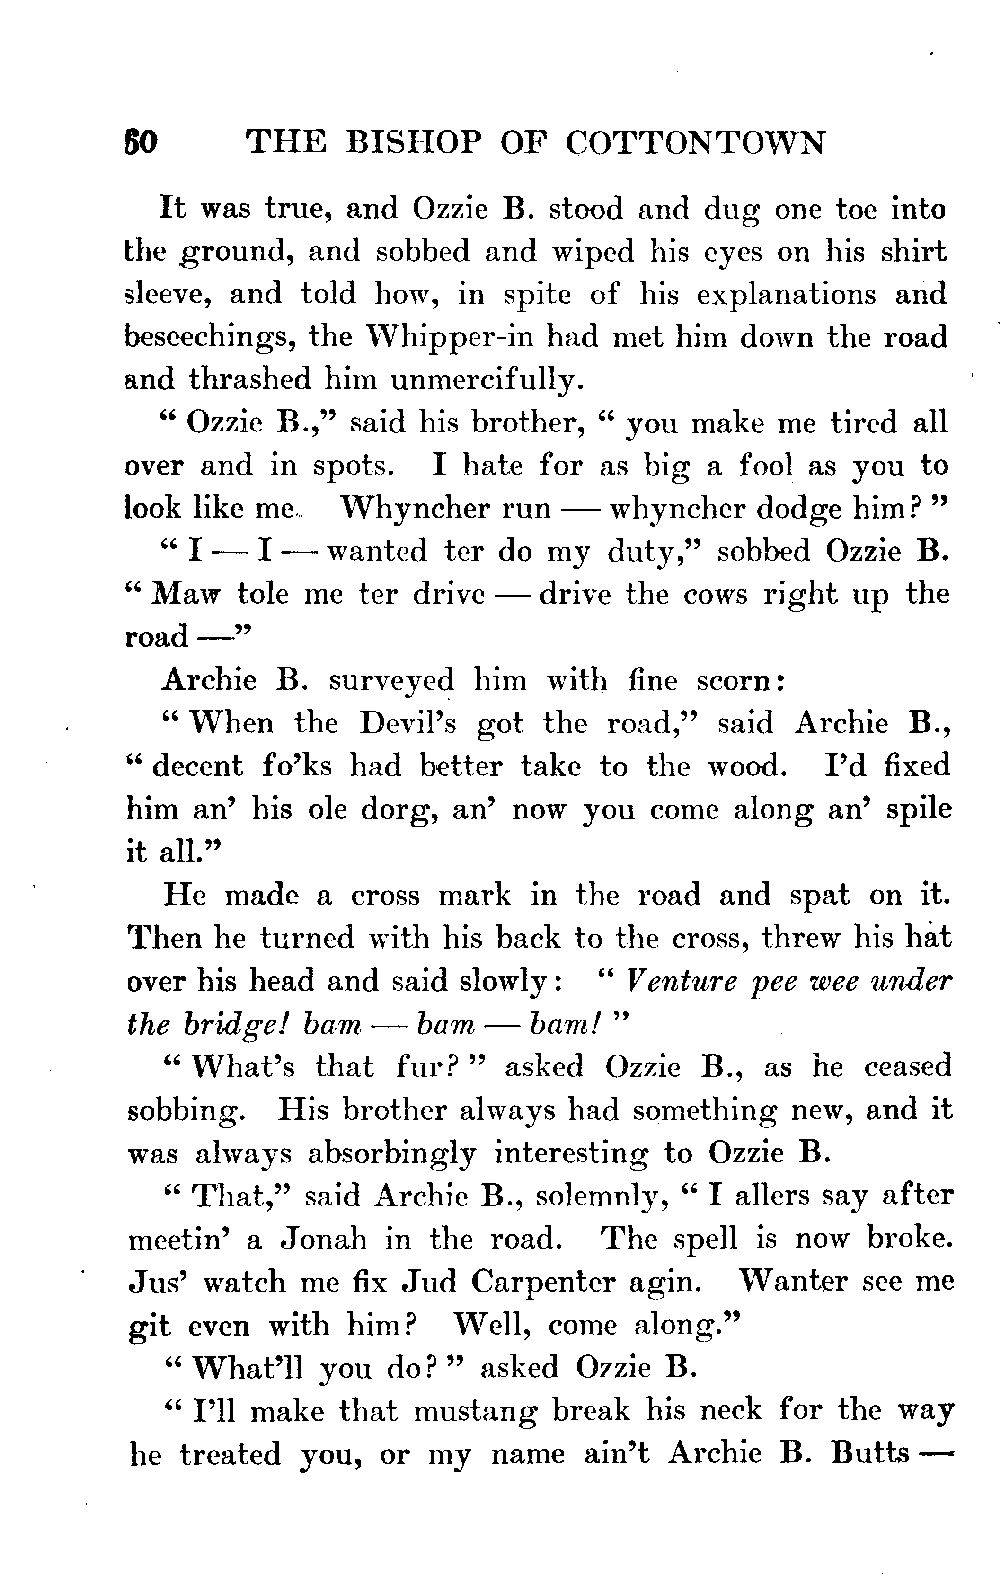 60 THE BISHOP OF COTTONTOWN
It was true, and Ozzie B. stood and dug one toe into
the ground, and sobbed and wiped his eyes on his shirt
sleeve, and told how, in spite of his explanations and
beseechings, the Whipper-in had met him down the road
and thrashed him unmercifully.
“ Ozzie B.,” said his brother, “ you make me tired all
over and in spots. I hate for as big a fool as you to
look like me. Whyncher run — whyncher dodge him? ”
“ I — I — wanted ter do my duty,” sobbed Ozzie B.
“ Maw tole me ter drive — drive the cows right up the
road —”
Archie B. surveyed him with fine scorn:
“ When the Devil’s got the road,” said Archie B.,
“ decent fo’ks had better take to the wood. I’d fixed
him an’ his ole dorg, an’ now you come along an’ spile
it all.”
He made a cross mark in the road and spat on it.
Then he turned with his back to the cross, threw his hat
over his head and said slowly: “ Venture pee wee under
the bridge! bam — bam — bam! ”
“ What’s that fur? ” asked Ozzie B., as he ceased
sobbing. His brother always had something new, and it
was always absorbingly interesting to Ozzie B.
“ That,” said Archie B., solemnly, “ I allers say after
meetin’ a Jonah in the road. The spell is now broke.
Jus’ watch me fix Jud Carpenter agin. Wanter see me
git even with him? Well, come along.”
“ What’ll you do? ” asked Ozzie B.
“ I’ll make that mustang break his neck for the way
he treated you, or my name ain’t Archie B. Butts —